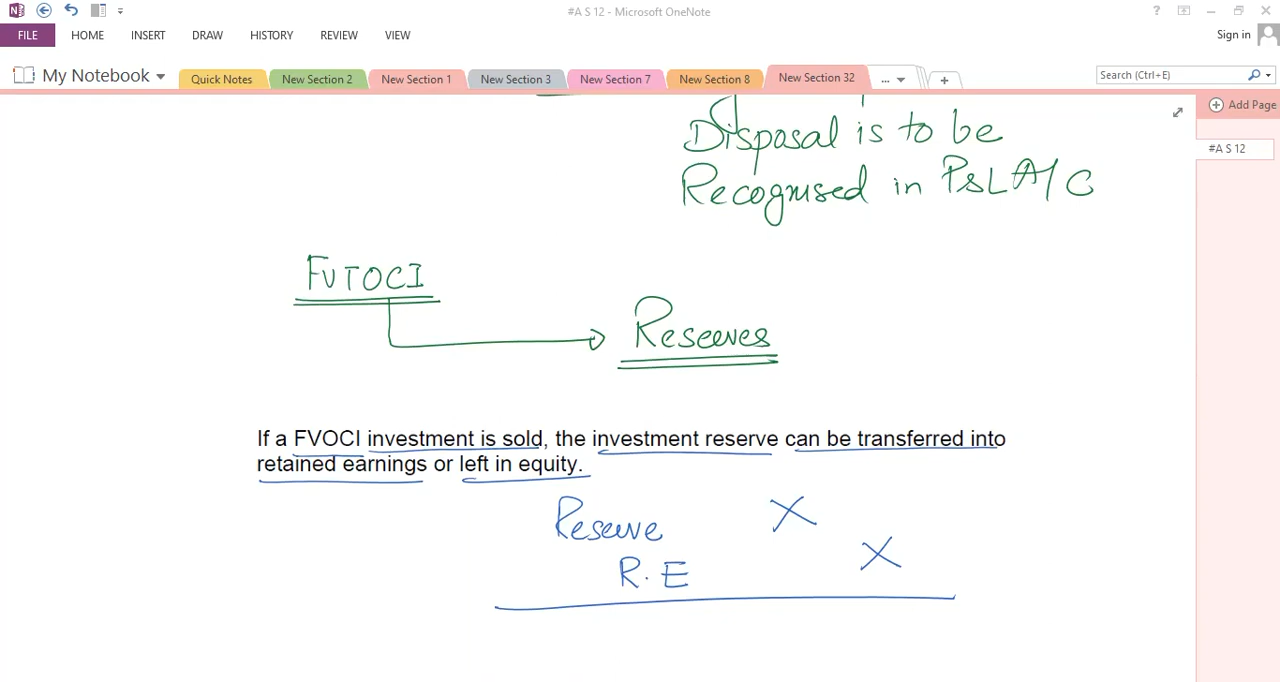 #A S 12 - Microsoft OneNote
?
FILE HOME INSERT DRAW HISTORY REVIEW VIEW
Sign in
My Notebook
Quick Notes New Section 2 New Section 1 New Section 3 New Section 7 New Section 8 New Section 32 ... +
Search (Ctrl+E)
Add Page
#A S 12
Disposal is to be
Recognised in P&L A/C
FVTOCI
Reserves
If a FVOCI investment is sold, the investment reserve can be transferred into
retained earnings or left in equity.
Reserve X
R.E X